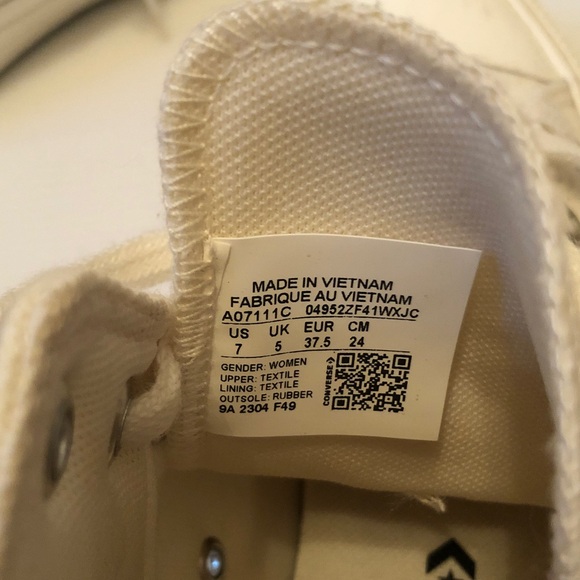 MADE IN VIETNAM
FABRIQUE AU VIETNAM
A07111C 04952ZF41WXJC
US UK EUR CM
7 5 37.5 24
GENDER: WOMEN
UPPER: TEXTILE
LINING: TEXTILE
OUTSOLE: RUBBER
9A 2304 F49
CONVERSE